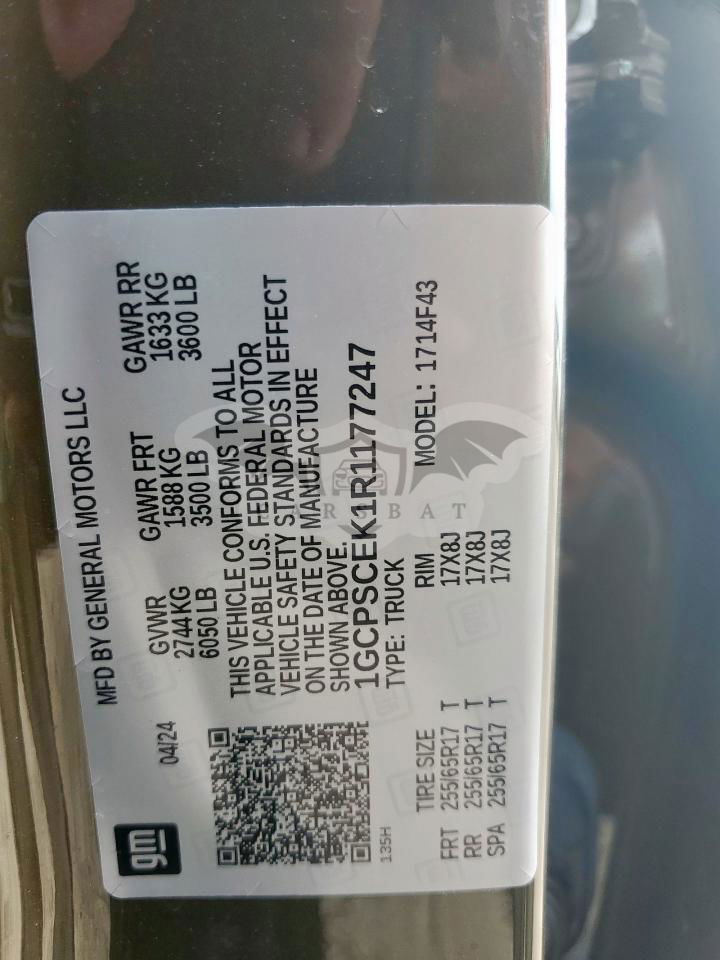 gm
MFD BY GENERAL MOTORS LLC
04/24
GVWR GAWR FRT GAWR RR
2744 KG 1588 KG 1633 KG
6050 LB 3500 LB 3600 LB
THIS VEHICLE CONFORMS TO ALL
APPLICABLE U.S. FEDERAL MOTOR
VEHICLE SAFETY STANDARDS IN EFFECT
ON THE DATE OF MANUFACTURE
SHOWN ABOVE.
1GCPSCEK1R1177247
TYPE: TRUCK MODEL: 1714F43
135H
TIRE SIZE RIM
FRT 255/65R17 T 17X8J
RR 255/65R17 T 17X8J
SPA 255/65R17 T 17X8J
CARSBAT